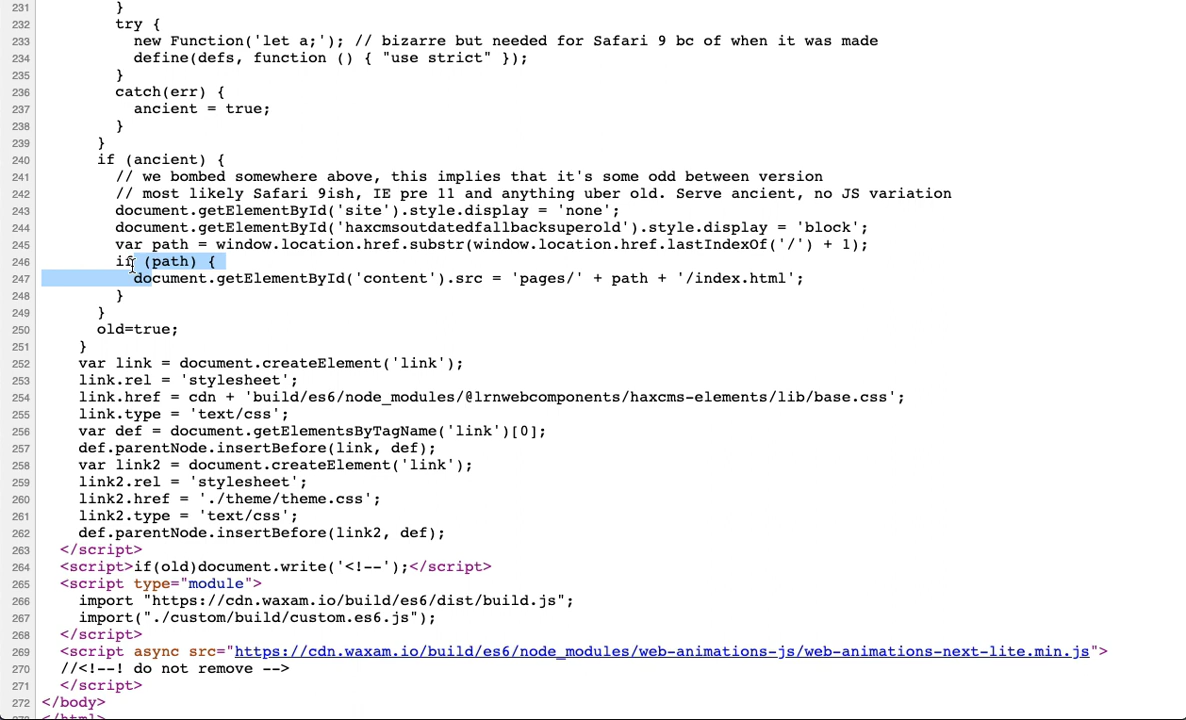 231 }
232 try {
233 new Function('let a;'); // bizarre but needed for Safari 9 bc of when it was made
234 define(defs, function () { "use strict" });
235 }
236 catch(err) {
237 ancient = true;
238 }
239 }
240 if (ancient) {
241 // we bombed somewhere above, this implies that it's some odd between version
242 // most likely Safari 9ish, IE pre 11 and anything uber old. Serve ancient, no JS variation
243 document.getElementById('site').style.display = 'none';
244 document.getElementById('haxcmsoutdatedfallbacksuperold').style.display = 'block';
245 var path = window.location.href.substr(window.location.href.lastIndexOf('/') + 1);
246 if (path) {
247 document.getElementById('content').src = 'pages/' + path + '/index.html';
248 }
249 }
250 old=true;
251 }
252 var link = document.createElement('link');
253 link.rel = 'stylesheet';
254 link.href = cdn + 'build/es6/node_modules/@lrnwebcomponents/haxcms-elements/lib/base.css';
255 link.type = 'text/css';
256 var def = document.getElementsByTagName('link')[0];
257 def.parentNode.insertBefore(link, def);
258 var link2 = document.createElement('link');
259 link2.rel = 'stylesheet';
260 link2.href = './theme/theme.css';
261 link2.type = 'text/css';
262 def.parentNode.insertBefore(link2, def);
263 </script>
264 <script>if(old)document.write('<!--');</script>
265 <script type="module">
266 import "https://cdn.waxam.io/build/es6/dist/build.js";
267 import("./custom/build/custom.es6.js");
268 </script>
269 <script async src="https://cdn.waxam.io/build/es6/node_modules/web-animations-js/web-animations-next-lite.min.js">
270 //<!--! do not remove -->
271 </script>
272 </body>
273 </html>